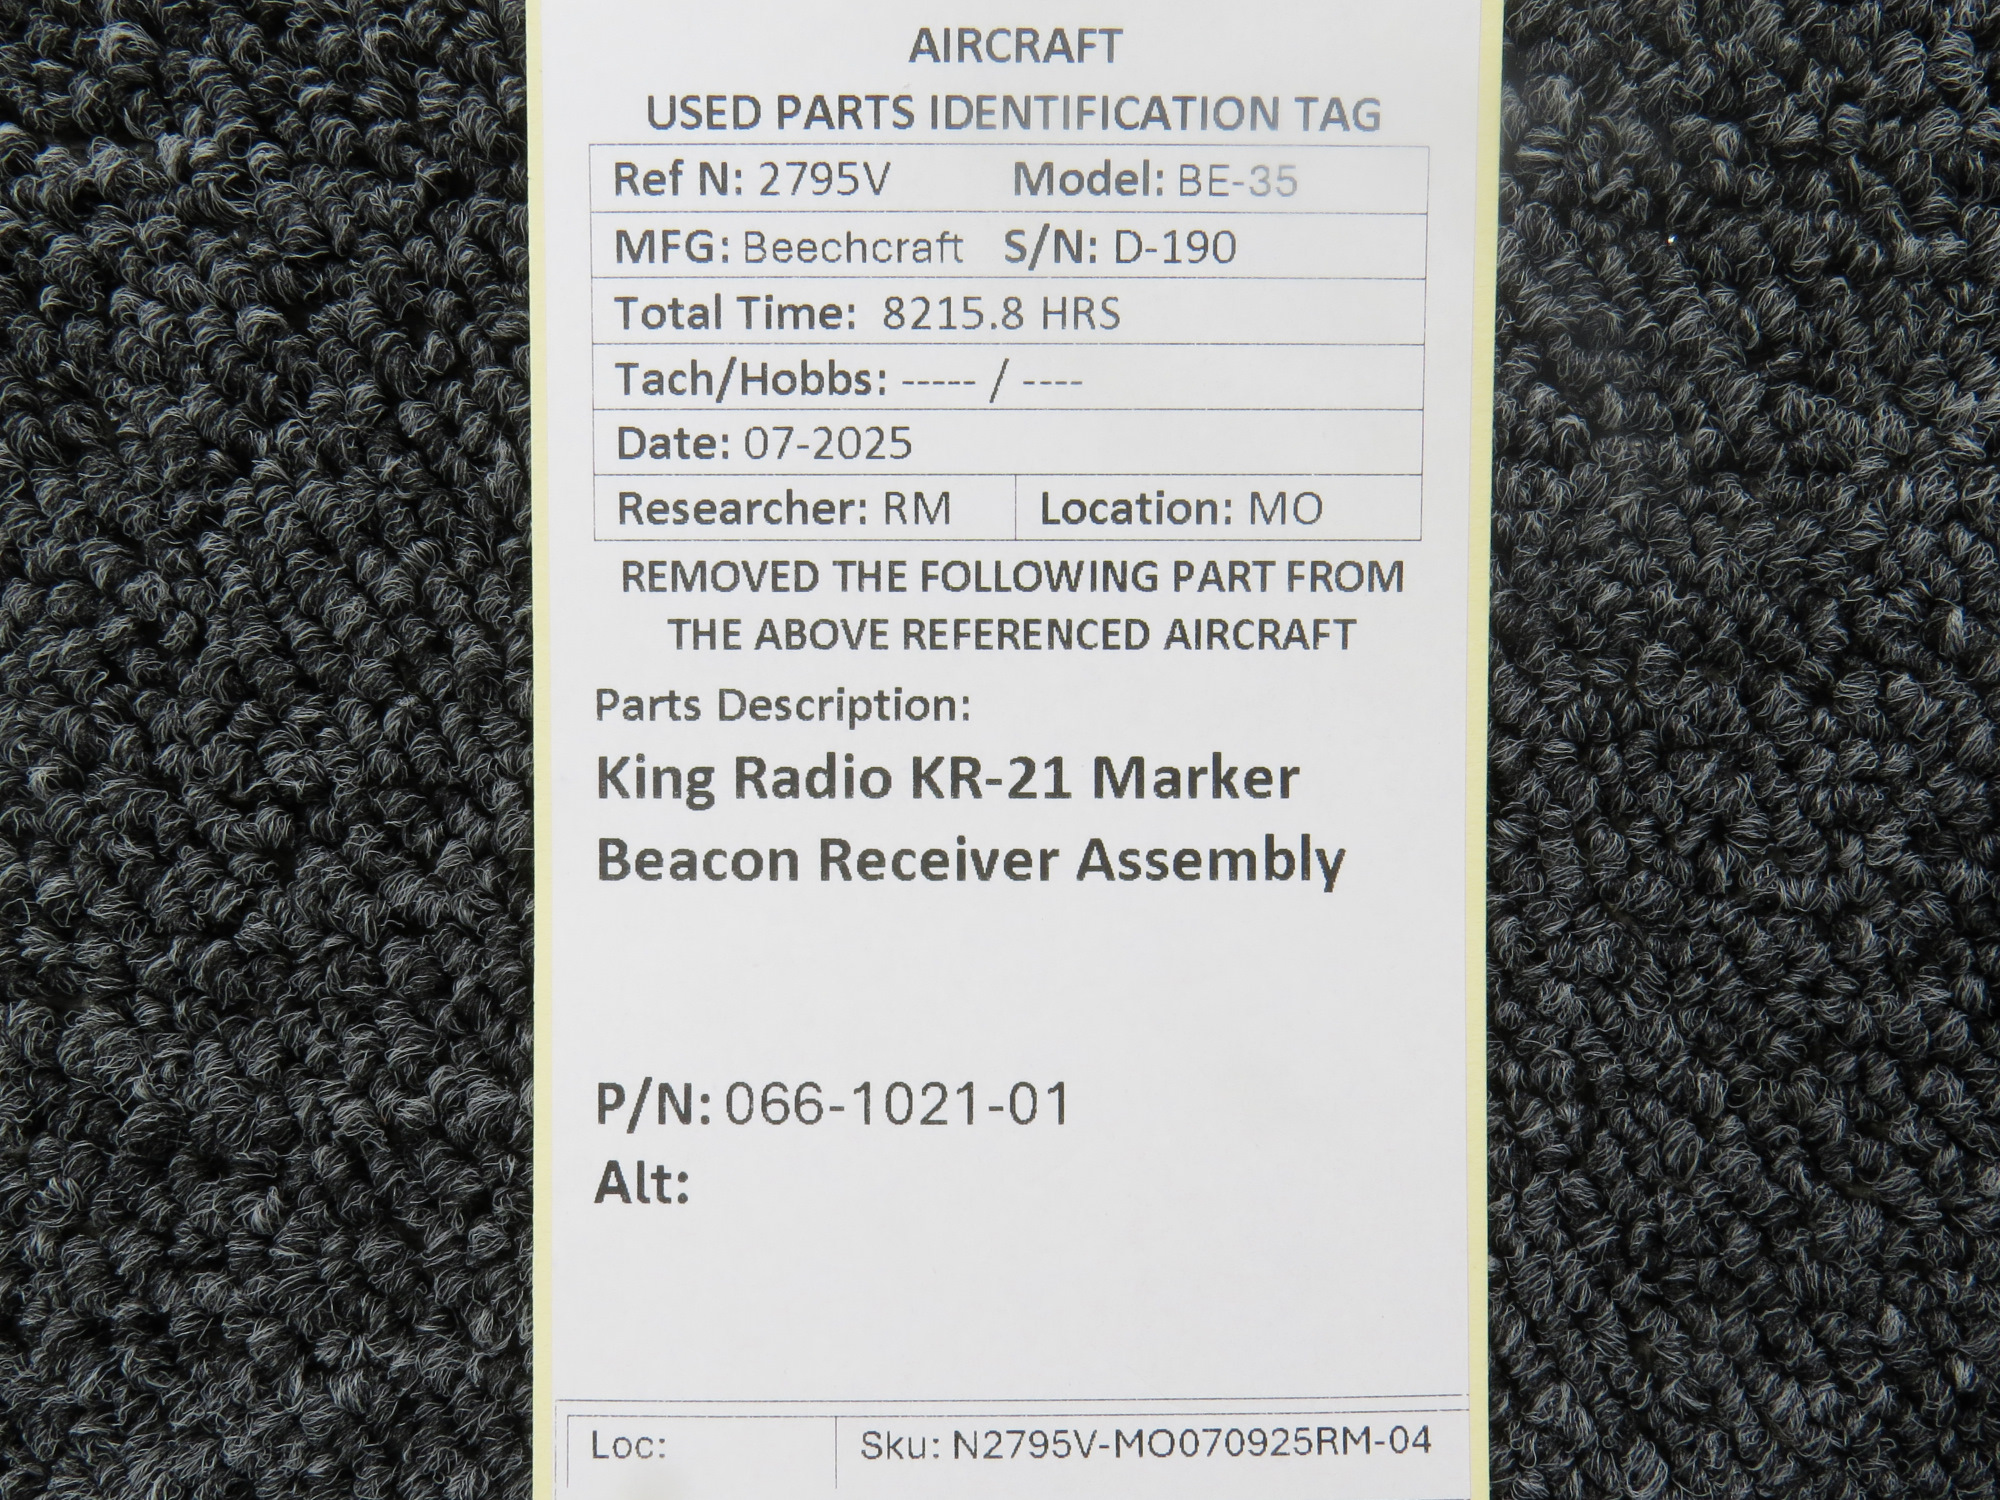 AIRCRAFT
USED PARTS IDENTIFICATION TAG
Ref N: 2795V Model: BE-35
MFG: Beechcraft S/N: D-190
Total Time: 8215.8 HRS
Tach/Hobbs: ----- / ----
Date: 07-2025
Researcher: RM Location: MO
REMOVED THE FOLLOWING PART FROM
THE ABOVE REFERENCED AIRCRAFT
Parts Description:
King Radio KR-21 Marker
Beacon Receiver Assembly
P/N: 066-1021-01
Alt:
Loc: Sku: N2795V-MO070925RM-04